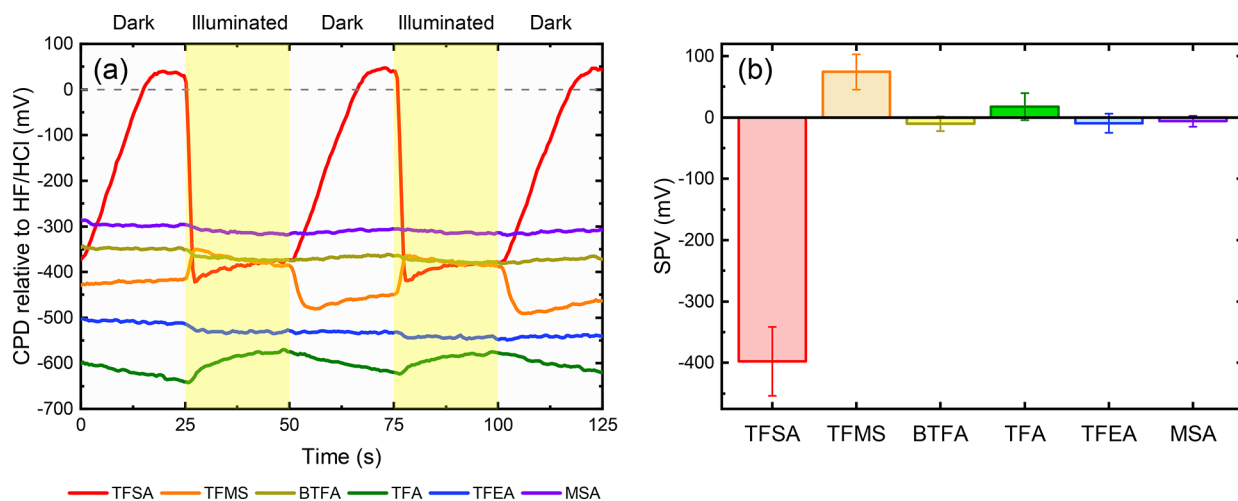 Dark Illuminated Dark Illuminated Dark
(a)
CPD relative to HF/HCl (mV)
100
0
-100
-200
-300
-400
-500
-600
-700
0 25 50 75 100 125
Time (s)
TFSA TFMS BTFA TFA TFEA MSA
(b)
SPV (mV)
100
0
-100
-200
-300
-400
TFSA TFMS BTFA TFA TFEA MSA